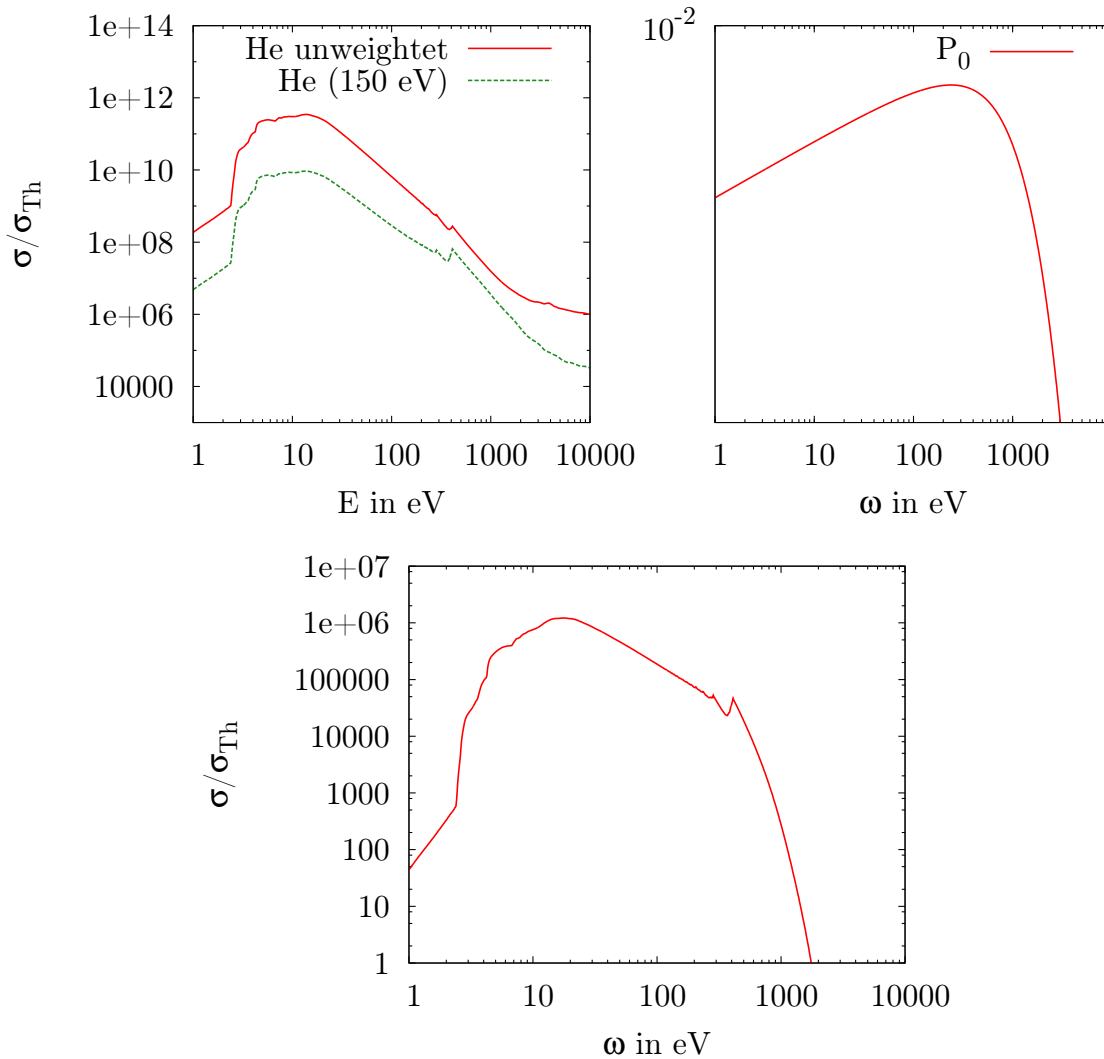 1e+14
1e+12
1e+10
1e+08
1e+06
10000
σ/σTh
He unweightet
He (150 eV)
1 10 100 1000 10000
E in eV
10-2
P0
1 10 100 1000
ω in eV
1e+07
1e+06
100000
10000
1000
100
10
1
σ/σTh
1 10 100 1000 10000
ω in eV